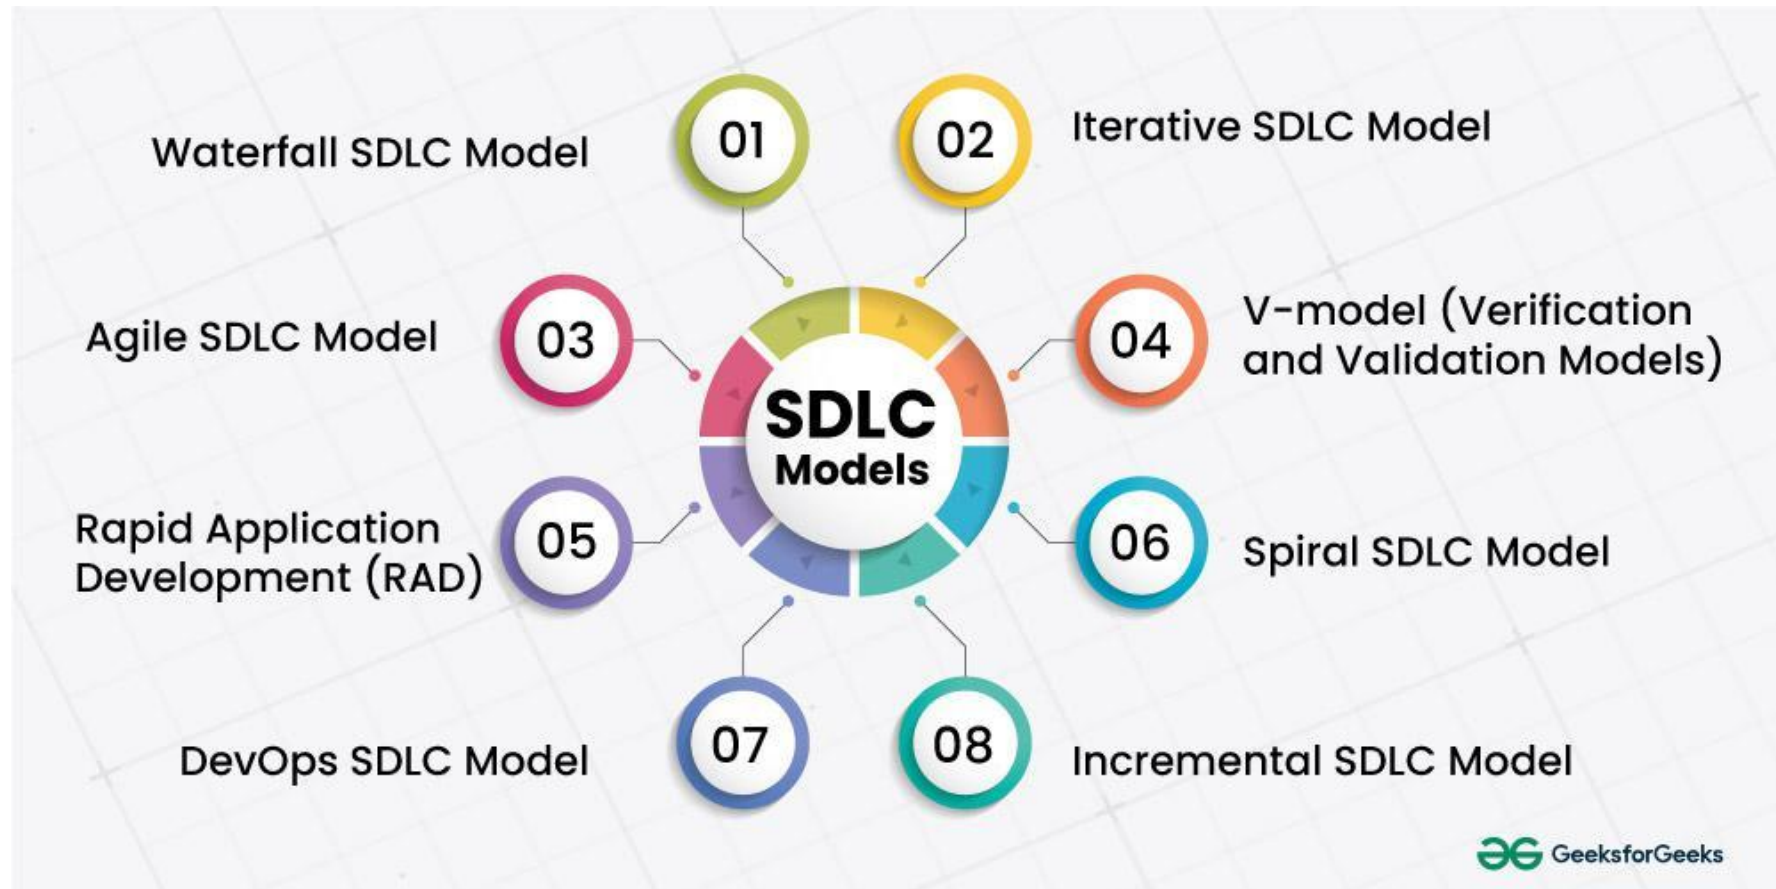 01
Waterfall SDLC Model
02
Iterative SDLC Model
03
Agile SDLC Model
04
V-model (Verification
and Validation Models)
SDLC
Models
05
Rapid Application
Development (RAD)
06
Spiral SDLC Model
07
DevOps SDLC Model
08
Incremental SDLC Model
GeeksforGeeks